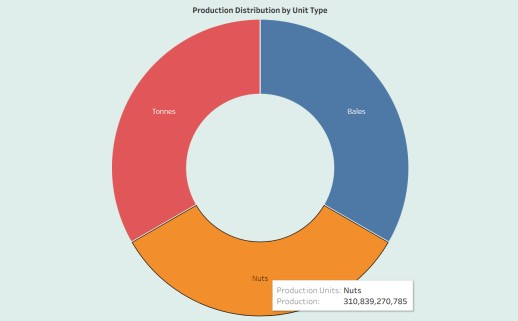 Production Distribution by Unit Type
Tonnes
Bales
Nuts
Production Units: Nuts
Production: 310,839,270,785